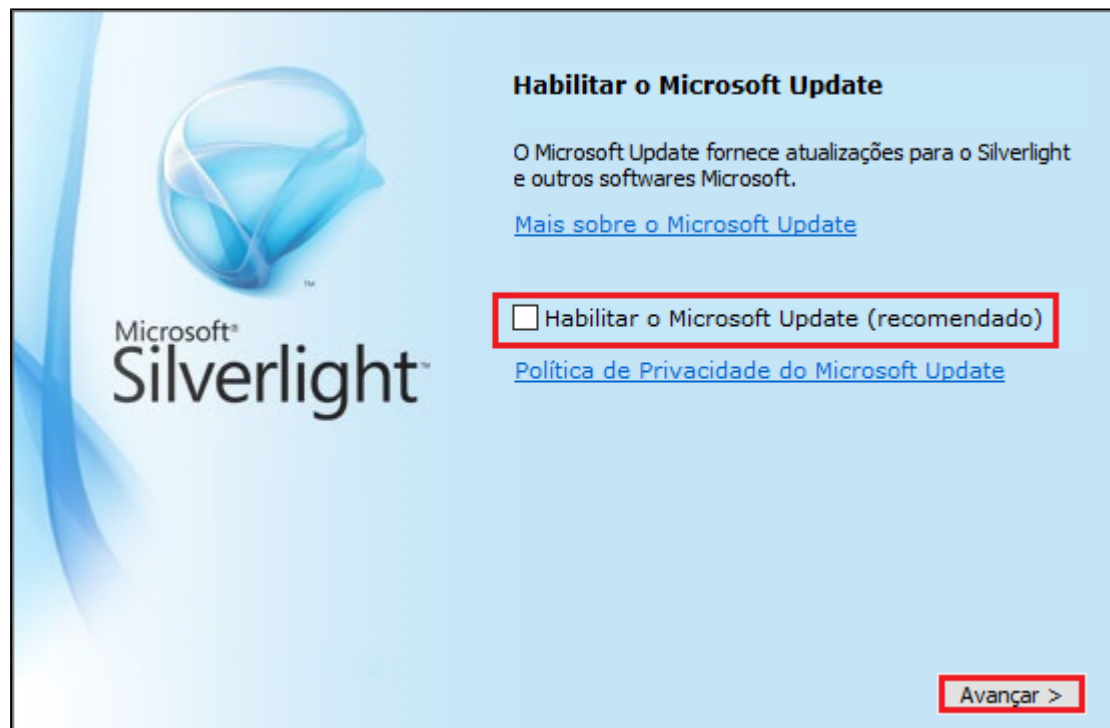 Habilitar o Microsoft Update
O Microsoft Update fornece atualizações para o Silverlight
e outros softwares Microsoft.
Mais sobre o Microsoft Update
TM
Microsoft®
Silverlight™
Habilitar o Microsoft Update (recomendado)
Política de Privacidade do Microsoft Update
Avançar >